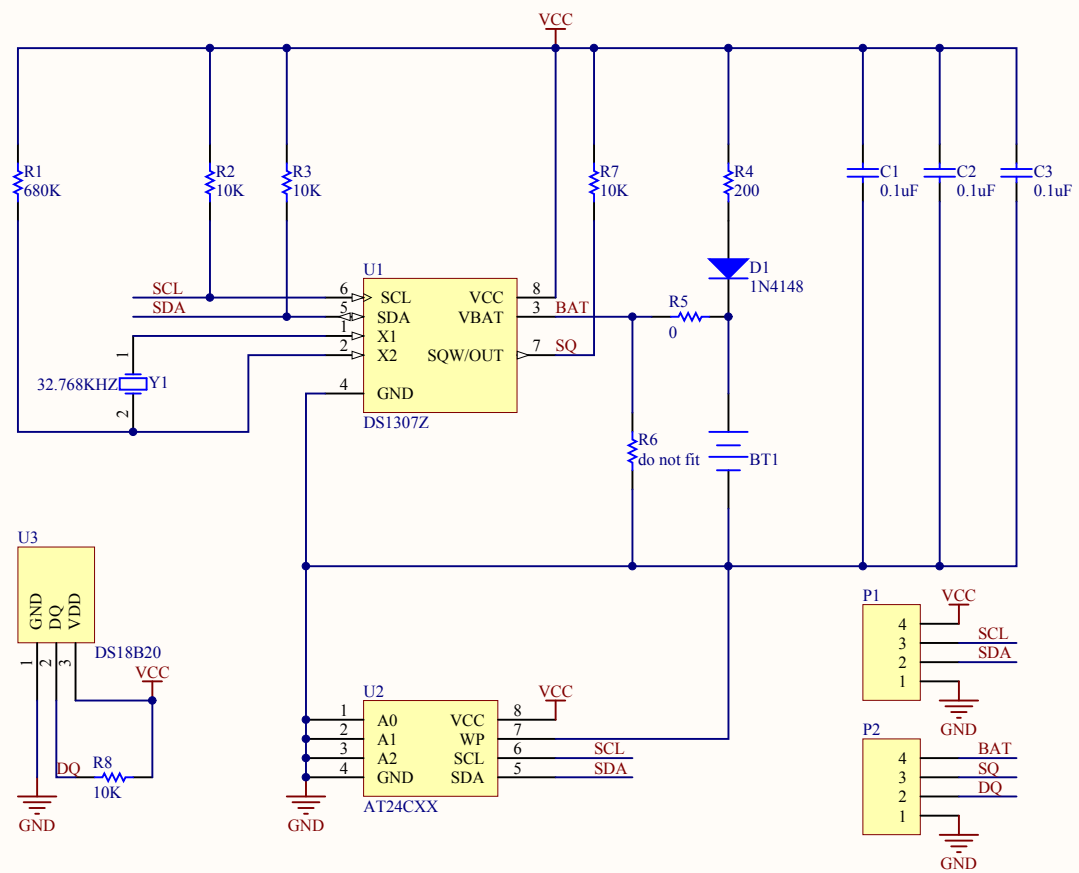 VCC
R1
680K
R2
10K
R3
10K
R7
10K
R4
200
C1
0.1uF
C2
0.1uF
C3
0.1uF
D1
1N4148
U1
SCL
SDA
6 SCL
5 SDA
1 X1
2 X2
4 GND
VCC 8
VBAT 3
SQW/OUT 7
BAT
SQ
DS1307Z
R5
0
1
32.768KHZ
Y1
2
R6
do not fit
BT1
U3
GND
DQ
VDD
1
2
3
DS18B20
VCC
DQ
R8
10K
GND
U2
1 A0
2 A1
3 A2
4 GND
VCC 8
WP 7
SCL 6
SDA 5
VCC
SCL
SDA
AT24CXX
GND
P1
VCC
4
3 SCL
2 SDA
1
GND
P2
4 BAT
3 SQ
2 DQ
1
GND